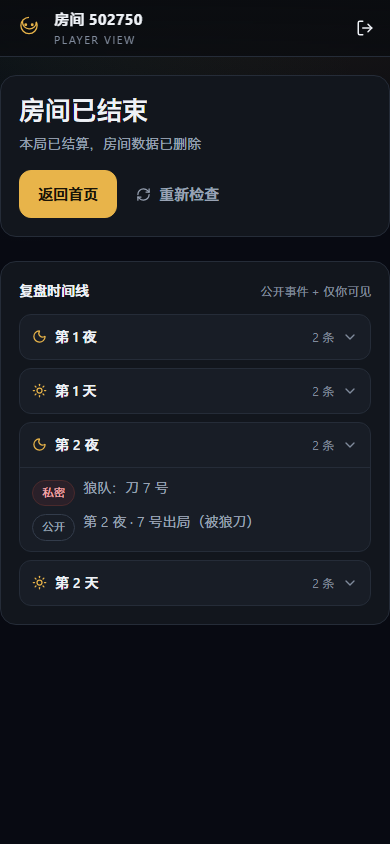 房间 502750
PLAYER VIEW
房间已结束
本局已结算，房间数据已删除
返回首页
重新检查
复盘时间线
公开事件 + 仅你可见
第 1 夜
2 条
第 1 天
2 条
第 2 夜
2 条
私密
狼队：刀 7 号
公开
第 2 夜 · 7 号出局（被狼刀）
第 2 天
2 条